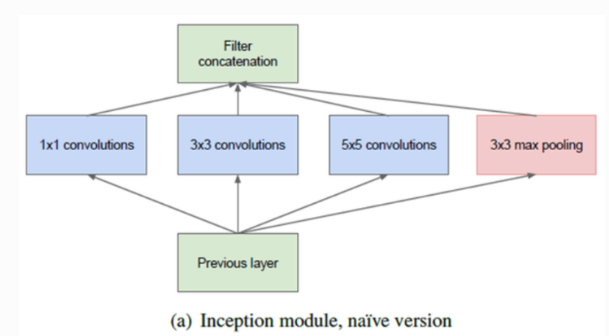 Filter
concatenation
1x1 convolutions
3x3 convolutions
5x5 convolutions
3x3 max pooling
Previous layer
(a) Inception module, naïve version